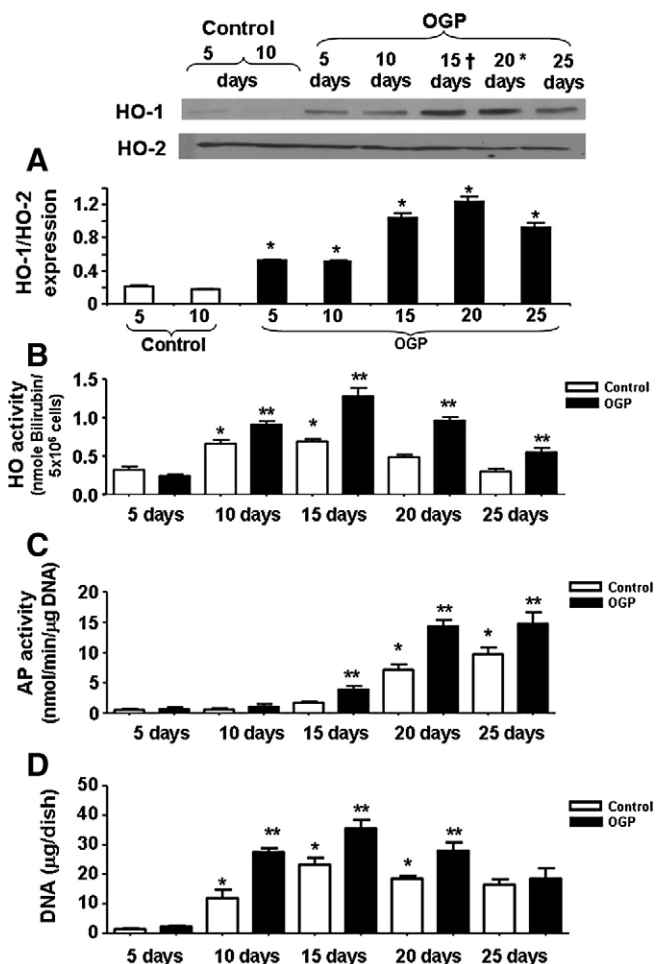 Control OGP
5 10 5 10 15 † 20 * 25
days days days days days days
HO-1
HO-2
A
HO-1/HO-2
expression
1.2
0.8
0.4
0
* * * * *
5 10 5 10 15 20 25
Control OGP
B
HO activity
(nmole Bilirubin/
5x10⁶ cells)
1.5
1.0
0.5
0.0
* ** * ** ** **
Control
OGP
5 days 10 days 15 days 20 days 25 days
C
AP activity
(nmol/min/µg DNA)
20
15
10
5
0
** * ** * **
Control
OGP
5 days 10 days 15 days 20 days 25 days
D
DNA (µg/dish)
50
40
30
20
10
0
* ** * ** * **
Control
OGP
5 days 10 days 15 days 20 days 25 days